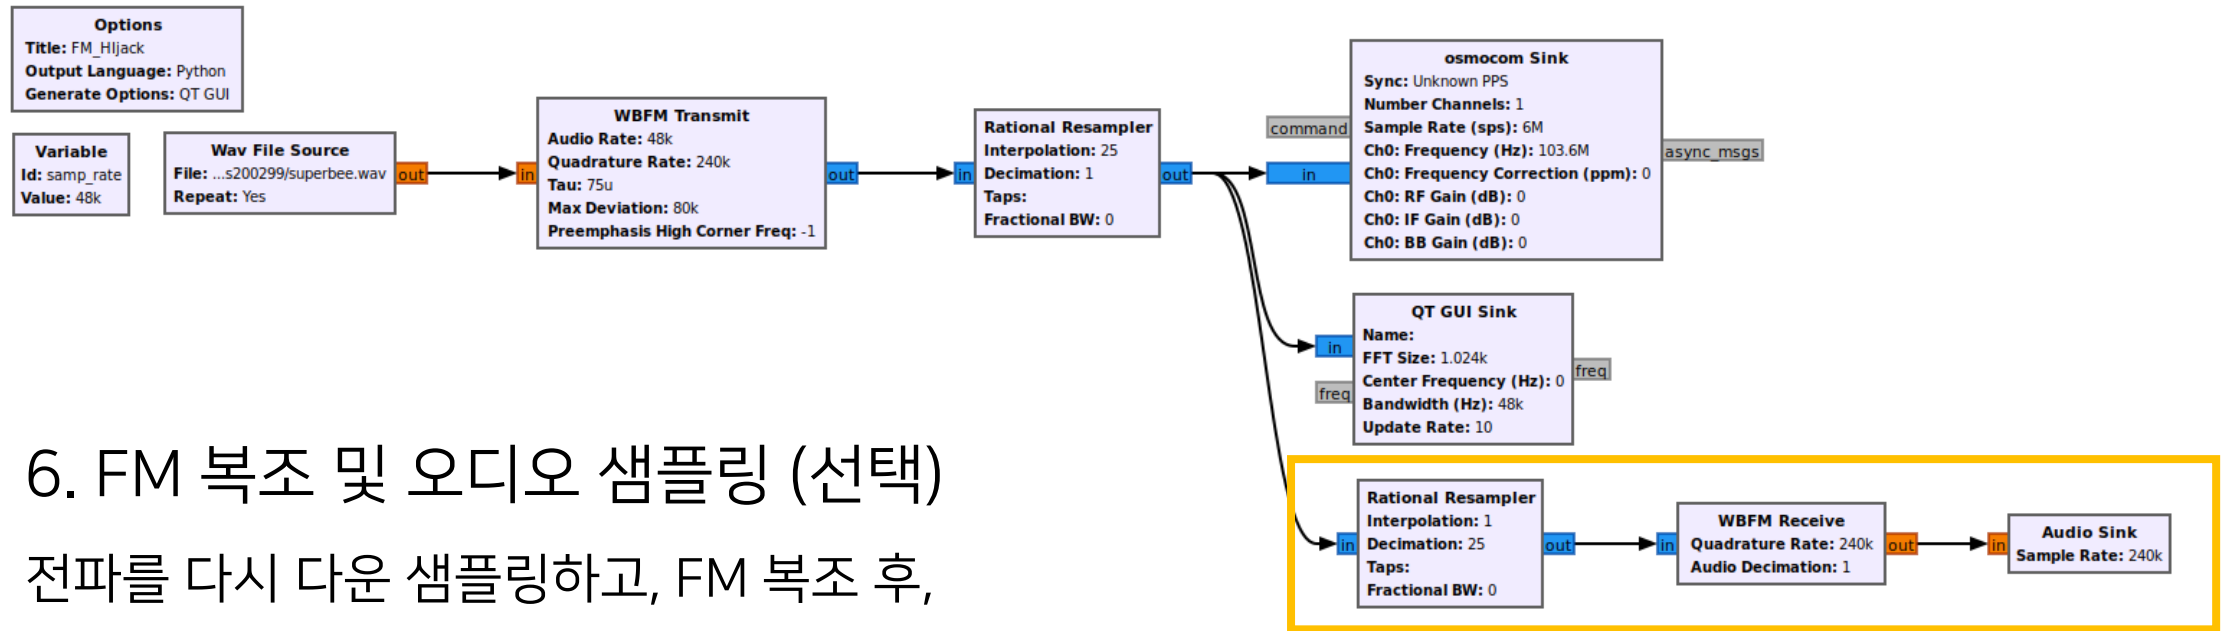 Options
Title: FM_HIjack
Output Language: Python
Generate Options: QT GUI
Variable
Id: samp_rate
Value: 48k
Wav File Source
File: ...s200299/superbee.wav
Repeat: Yes
out
in
WBFM Transmit
Audio Rate: 48k
Quadrature Rate: 240k
Tau: 75u
Max Deviation: 80k
Preemphasis High Corner Freq: -1
out
in
Rational Resampler
Interpolation: 25
Decimation: 1
Taps:
Fractional BW: 0
out
command
in
osmocom Sink
Sync: Unknown PPS
Number Channels: 1
Sample Rate (sps): 6M
Ch0: Frequency (Hz): 103.6M
Ch0: Frequency Correction (ppm): 0
Ch0: RF Gain (dB): 0
Ch0: IF Gain (dB): 0
Ch0: BB Gain (dB): 0
async_msgs
in
freq
QT GUI Sink
Name:
FFT Size: 1.024k
Center Frequency (Hz): 0
Bandwidth (Hz): 48k
Update Rate: 10
freq
6. FM 복조 및 오디오 샘플링 (선택)
전파를 다시 다운 샘플링하고, FM 복조 후,
in
Rational Resampler
Interpolation: 1
Decimation: 25
Taps:
Fractional BW: 0
out
in
WBFM Receive
Quadrature Rate: 240k
Audio Decimation: 1
out
in
Audio Sink
Sample Rate: 240k